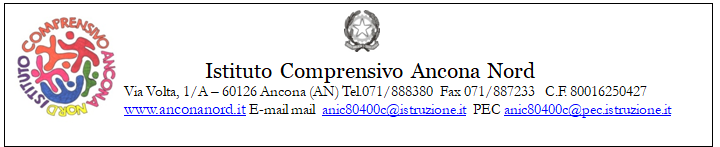 ISTITUTO COMPRENSIVO ANCONA NORD
Istituto Comprensivo Ancona Nord
Via Volta, 1/A – 60126 Ancona (AN) Tel.071/888380 Fax 071/887233 C.F. 80016250427
www.anconanord.it E-mail mail anic80400c@istruzione.it PEC anic80400c@pec.istruzione.it